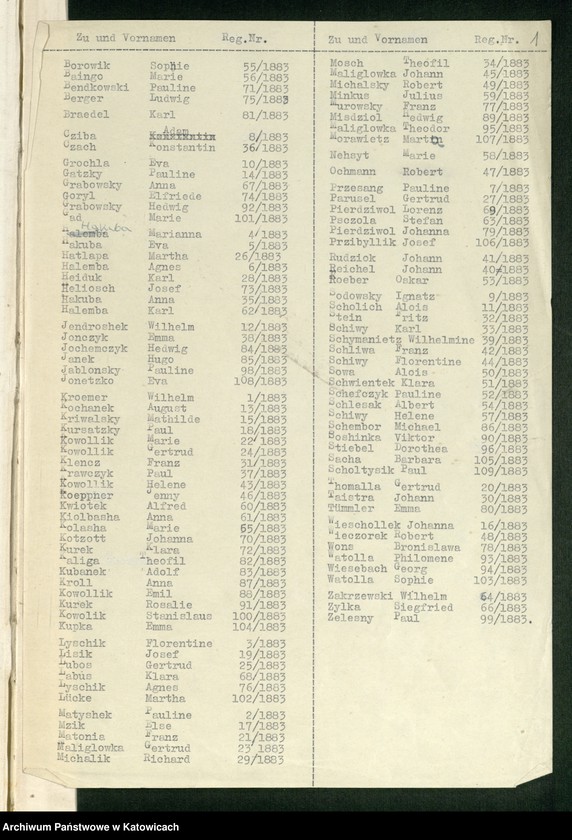 Zu und Vornamen Reg.Nr.
Borowik Sophie 55/1883
Baingo Marie 56/1883
Bendkowski Pauline 71/1883
Berger Ludwig 75/1883
Braedel Karl 81/1883
Adam
Cziba Konstantin 8/1883
Czach Konstantin 36/1883
Grochla Eva 10/1883
Gatzky Pauline 14/1883
Grabowsky Anna 67/1883
Goryl Elfriede 74/1883
Grabowsky Hedwig 92/1883
Gad Marie 101/1883
Hakuba
Halemba Marianna 4/1883
Hakuba Eva 5/1883
Hatlapa Martha 26/1883
Halemba Agnes 6/1883
Heiduk Karl 28/1883
Heliosch Josef 73/1883
Hakuba Anna 35/1883
Halemba Karl 62/1883
Jendroshek Wilhelm 12/1883
Jonczyk Emma 38/1883
Jochemczyk Hedwig 84/1883
Janek Hugo 85/1883
Jablonsky Pauline 98/1883
Jonetzko Eva 108/1883
Kroemer Wilhelm 1/1883
Kochanek August 13/1883
Kriwalsky Mathilde 15/1883
Kursatzky Paul 18/1883
Kowollik Marie 22/1883
Kowollik Gertrud 24/1883
Klencz Franz 31/1883
Krawczyk Paul 37/1883
Kowollik Helene 43/1883
Koeppner Jenny 46/1883
Kwiotek Alfred 60/1883
Kiolbasha Anna 61/1883
Kolasha Marie 65/1883
Kotzott Johanna 70/1883
Kurek Klara 72/1883
Kaliga Theofil 82/1883
Kubanek Adolf 83/1883
Kroll Anna 87/1883
Kowollik Emil 88/1883
Kurek Rosalie 91/1883
Kowolik Stanislaus 100/1883
Kupka Emma 104/1883
Lyschik Florentine 3/1883
Lisik Josef 19/1883
Lubos Gertrud 25/1883
Labus Klara 68/1883
Lyschik Agnes 76/1883
Lücke Martha 102/1883
Matyshek Pauline 2/1883
Mzik Else 17/1883
Matonia Franz 21/1883
Maliglowka Gertrud 23 1883
Michalik Richard 29/1883
Zu und Vornamen Reg.Nr. 1
Mosch Theofil 34/1883
Maliglowka Johann 45/1883
Michalsky Robert 49/1883
Minkus Julius 59/1883
Murowsky Franz 77/1883
Misdziol Hedwig 89/1883
Maliglowka Theodor 95/1883
Morawietz Martin 107/1883
Nehsyt Marie 58/1883
Ochmann Robert 47/1883
Przesang Pauline 7/1883
Parusel Gertrud 27/1883
Pierdziwol Lorenz 69/1883
Paczola Stefan 63/1883
Pierdziwol Johanna 79/1883
Przibyllik Josef 106/1883
Rudzick Johann 41/1883
Reichel Johann 40/1883
Roeber Oskar 53/1883
Sodowsky Ignatz 9/1883
Scholich Alois 11/1883
Stein Fritz 32/1883
Schiwy Karl 33/1883
Schymanietz Wilhelmine 39/1883
Schliwa Franz 42/1883
Schiwy Florentine 44/1883
Sowa Alois 50/1883
Schwientek Klara 51/1883
Schefczyk Pauline 52/1883
Schlesak Albert 54/1883
Schiwy Helene 57/1883
Schembor Michael 86/1883
Soshinka Viktor 90/1883
Stiebel Dorothea 96/1883
Sacha Barbara 105/1883
Scholtysik Paul 109/1883
Thomalla Gertrud 20/1883
Taistra Johann 30/1883
Tümmler Emma 80/1883
Wieschollek Johanna 16/1883
Wieczorek Robert 48/1883
Wons Bronislawa 78/1883
Watolla Philomene 93/1883
Wiesebach Georg 94/1883
Watolla Sophie 103/1883
Zakrzewski Wilhelm 64/1883
Zylka Siegfried 66/1883
Zelesny Paul 99/1883.
Archiwum Państwowe w Katowicach